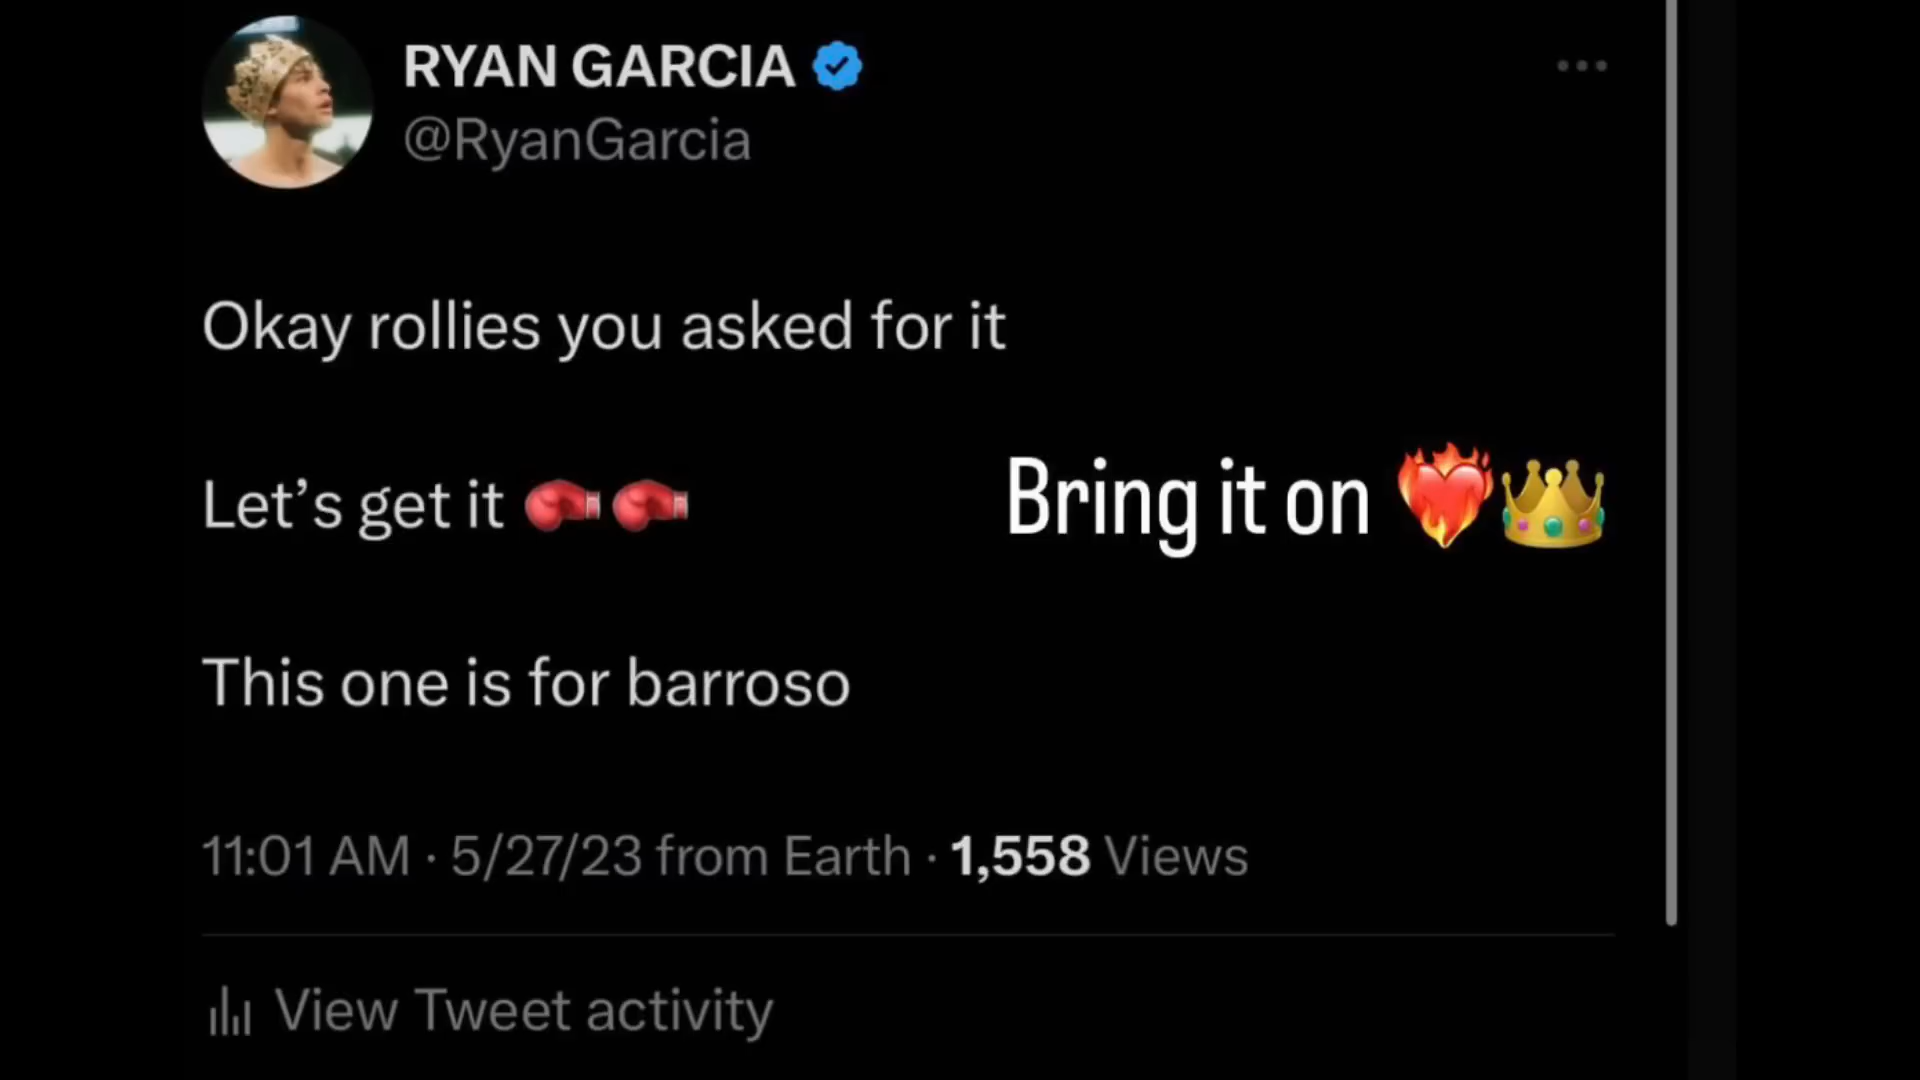 RYAN GARCIA
@RyanGarcia
Okay rollies you asked for it
Let’s get it 🥊🥊
Bring it on ❤️‍🔥👑
This one is for barroso
11:01 AM · 5/27/23 from Earth · 1,558 Views
View Tweet activity